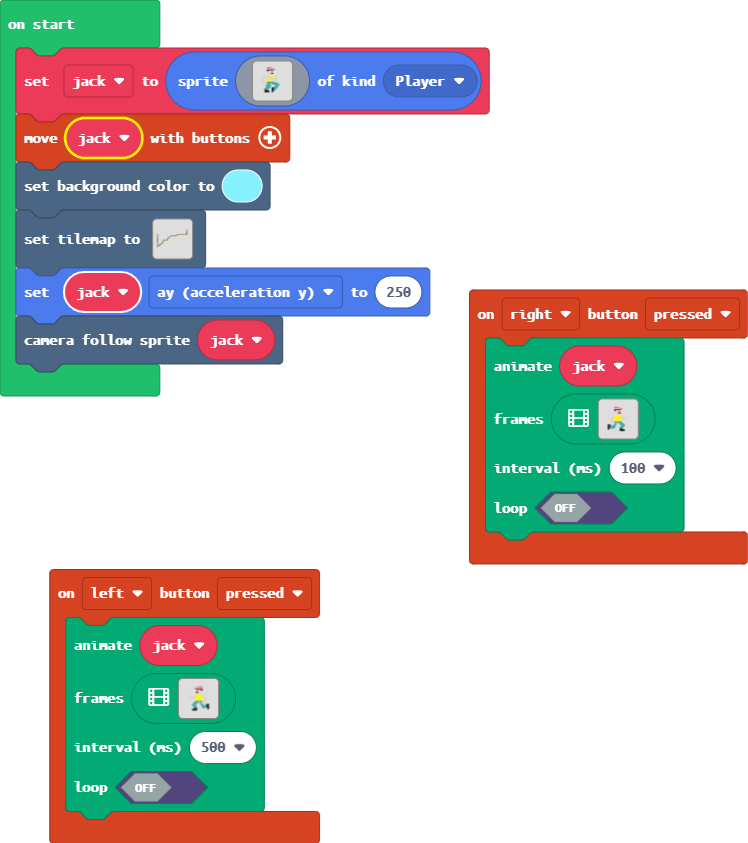 on start
set jack to sprite of kind Player
move jack with buttons
set background color to
set tilemap to
set jack ay (acceleration y) to 250
camera follow sprite jack
on right button pressed
animate jack
frames
interval (ms) 100
loop OFF
on left button pressed
animate jack
frames
interval (ms) 500
loop OFF